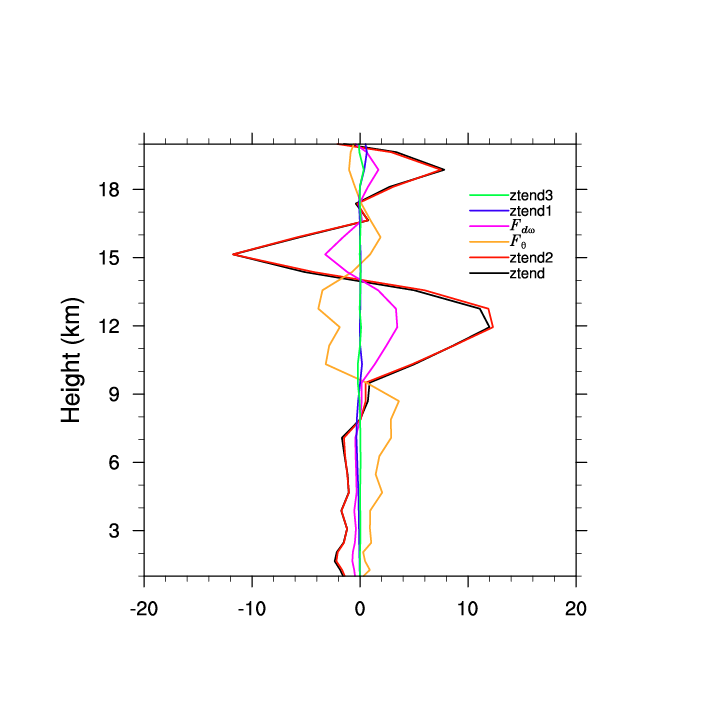 18
15
12
9
6
3
Height (km)
-20 -10 0 10 20
ztend3
ztend1
F_dω
F_θ
ztend2
ztend